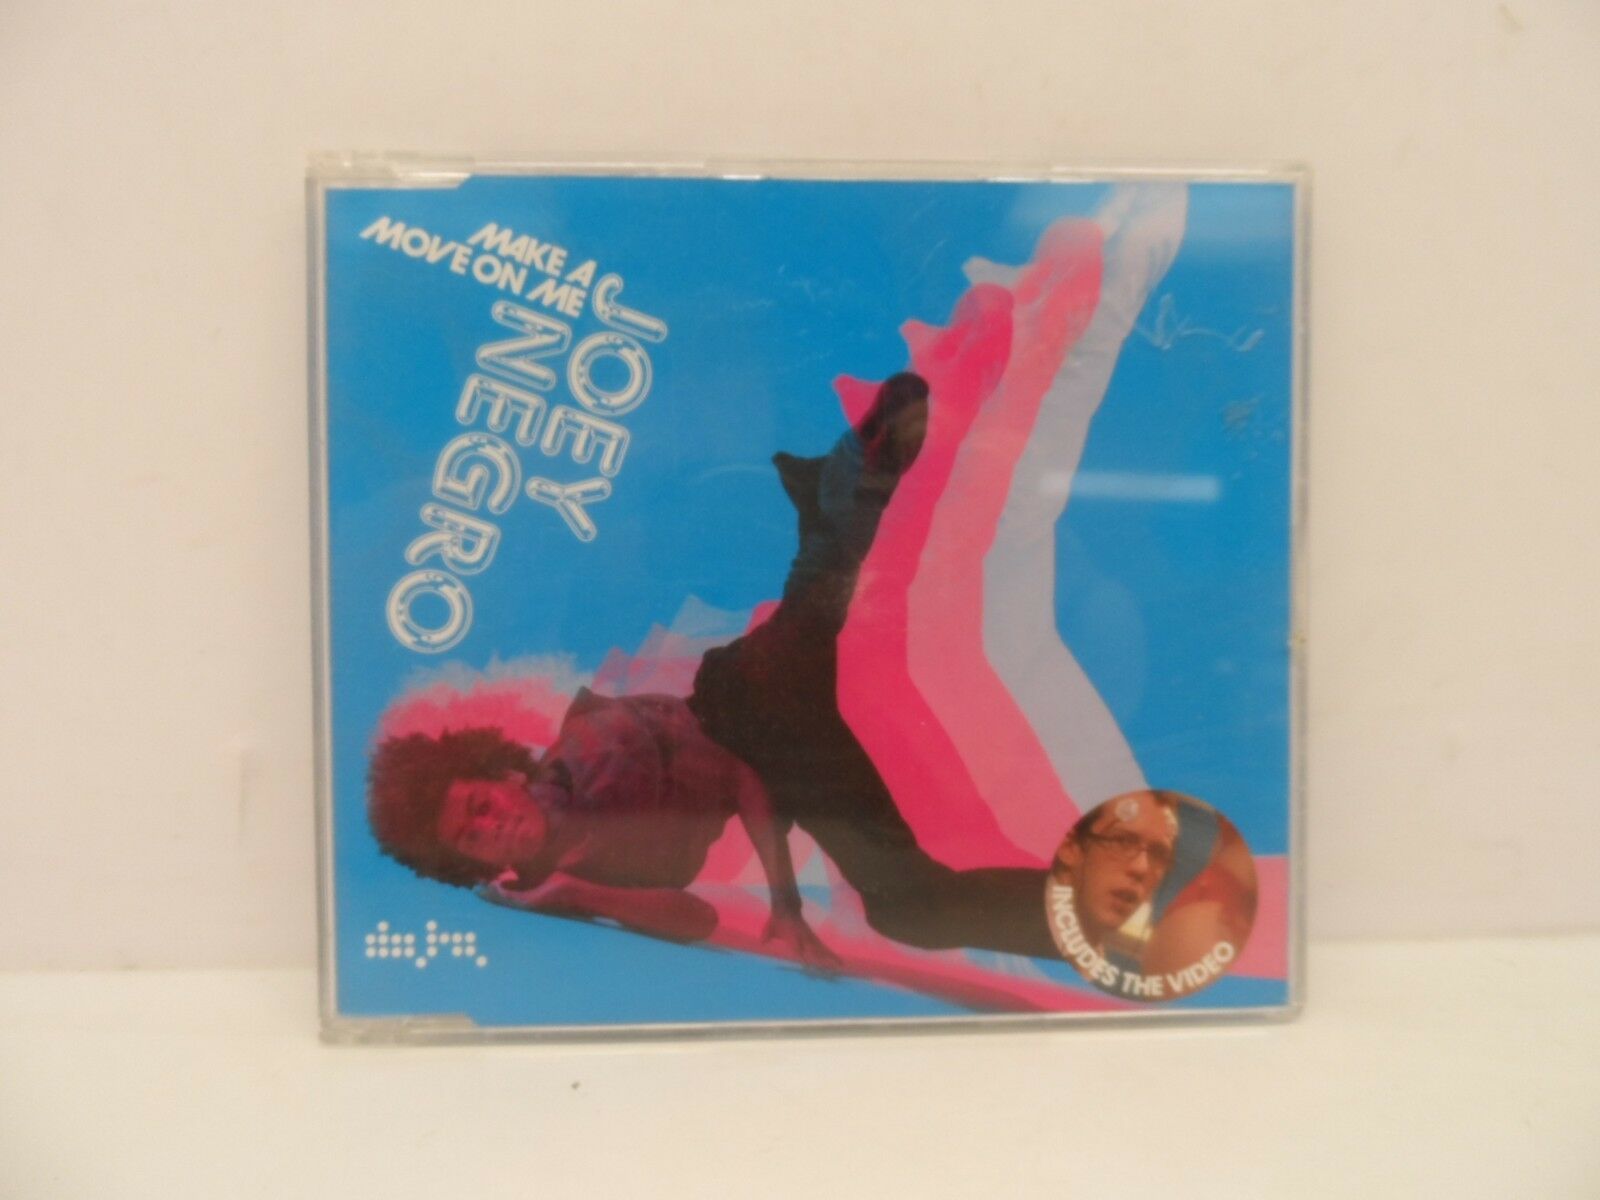 MAKE A
MOVE ON ME
JOEY
NEGRO
INCLUDES THE VIDEO